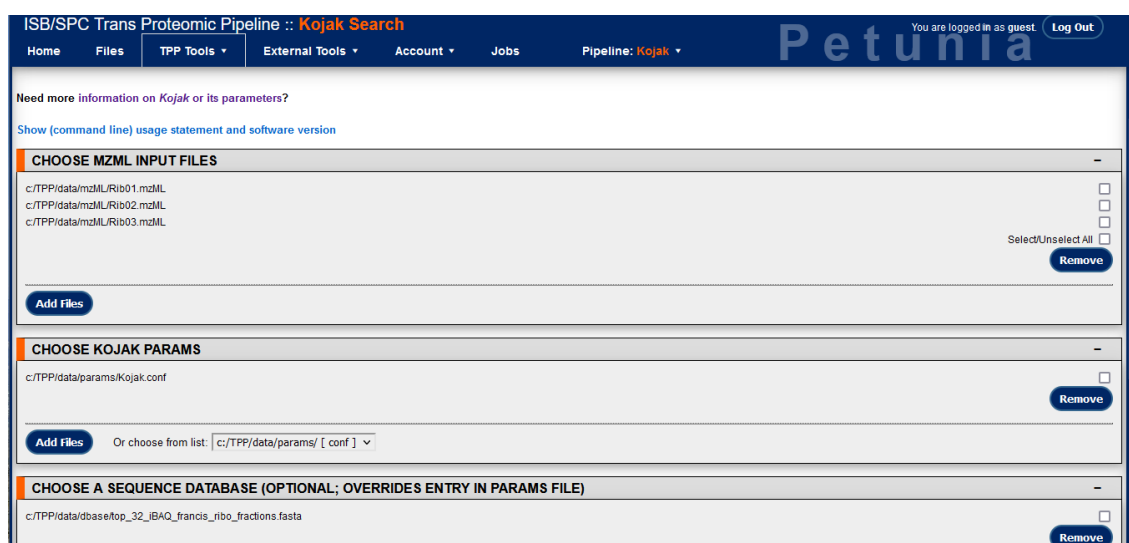 ISB/SPC Trans Proteomic Pipeline :: Kojak Search
You are logged in as guest. Log Out
Petunia
Home Files TPP Tools ▾ External Tools ▾ Account ▾ Jobs Pipeline: Kojak ▾
Need more information on Kojak or its parameters?
Show (command line) usage statement and software version
CHOOSE MZML INPUT FILES −
c:/TPP/data/mzML/Rib01.mzML
c:/TPP/data/mzML/Rib02.mzML
c:/TPP/data/mzML/Rib03.mzML
Select/Unselect All
Remove
Add Files
CHOOSE KOJAK PARAMS −
c:/TPP/data/params/Kojak.conf
Remove
Add Files Or choose from list: c:/TPP/data/params/ [ conf ]
CHOOSE A SEQUENCE DATABASE (OPTIONAL; OVERRIDES ENTRY IN PARAMS FILE) −
c:/TPP/data/dbase/top_32_iBAQ_francis_ribo_fractions.fasta
Remove